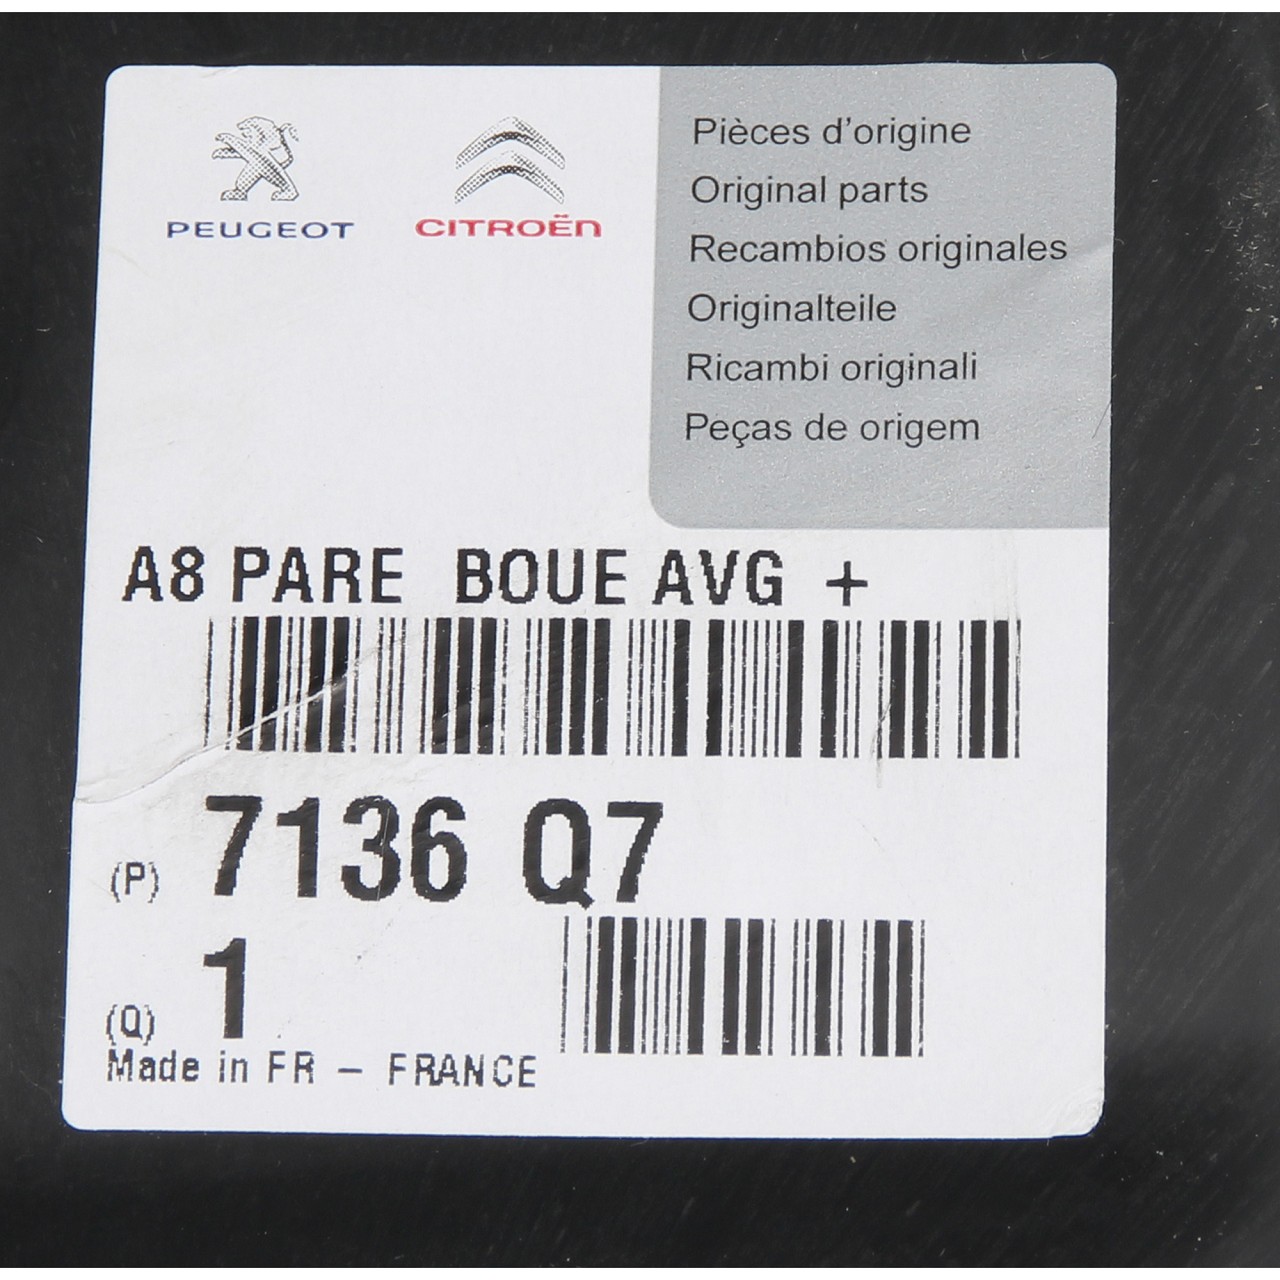 PEUGEOT
CITROËN
Pièces d'origine
Original parts
Recambios originales
Originalteile
Ricambi originali
Peças de origem
A8 PARE BOUE AVG +
(P) 7136 Q7
(Q) 1
Made in FR - FRANCE